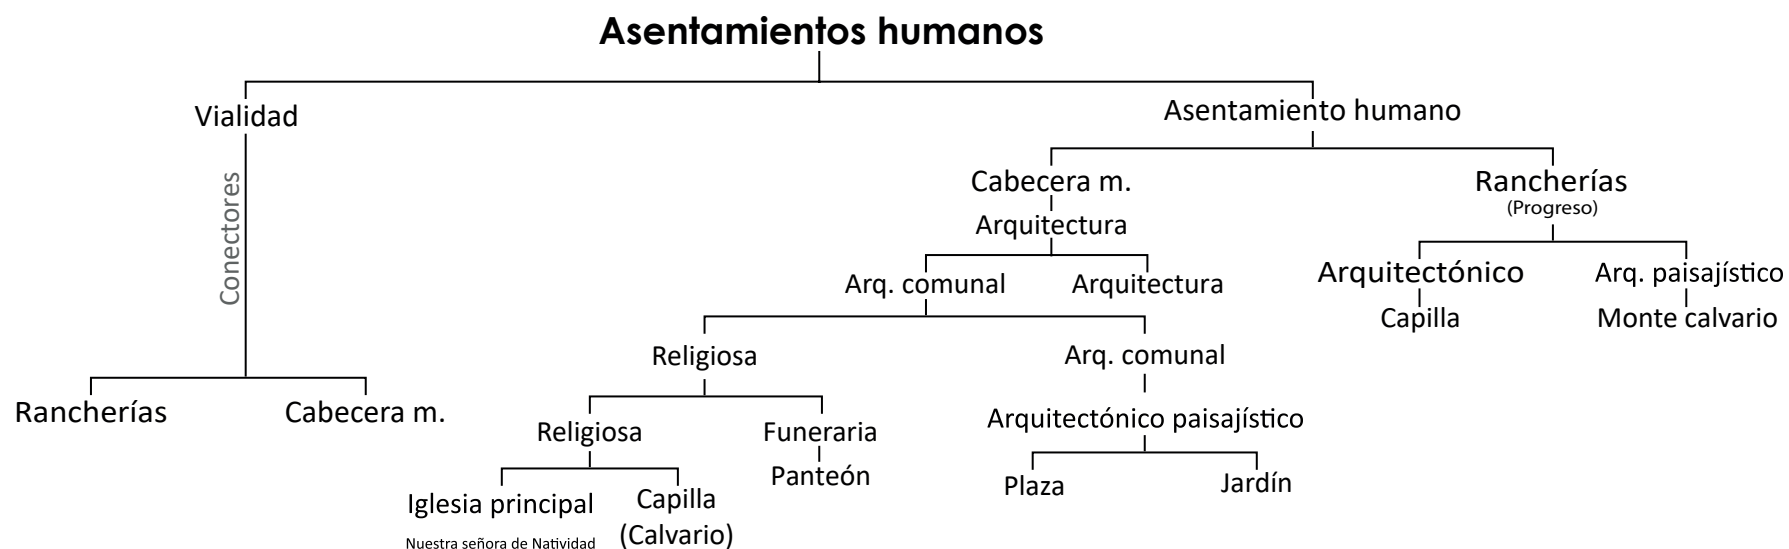 Asentamientos humanos
Vialidad
Asentamiento humano
Conectores
Cabecera m.
Rancherías
(Progreso)
Arquitectura
Arq. comunal
Arquitectura
Arquitectónico
Arq. paisajístico
Capilla
Monte calvario
Religiosa
Arq. comunal
Rancherías
Cabecera m.
Religiosa
Funeraria
Arquitectónico paisajístico
Panteón
Plaza
Jardín
Iglesia principal
Nuestra señora de Natividad
Capilla
(Calvario)